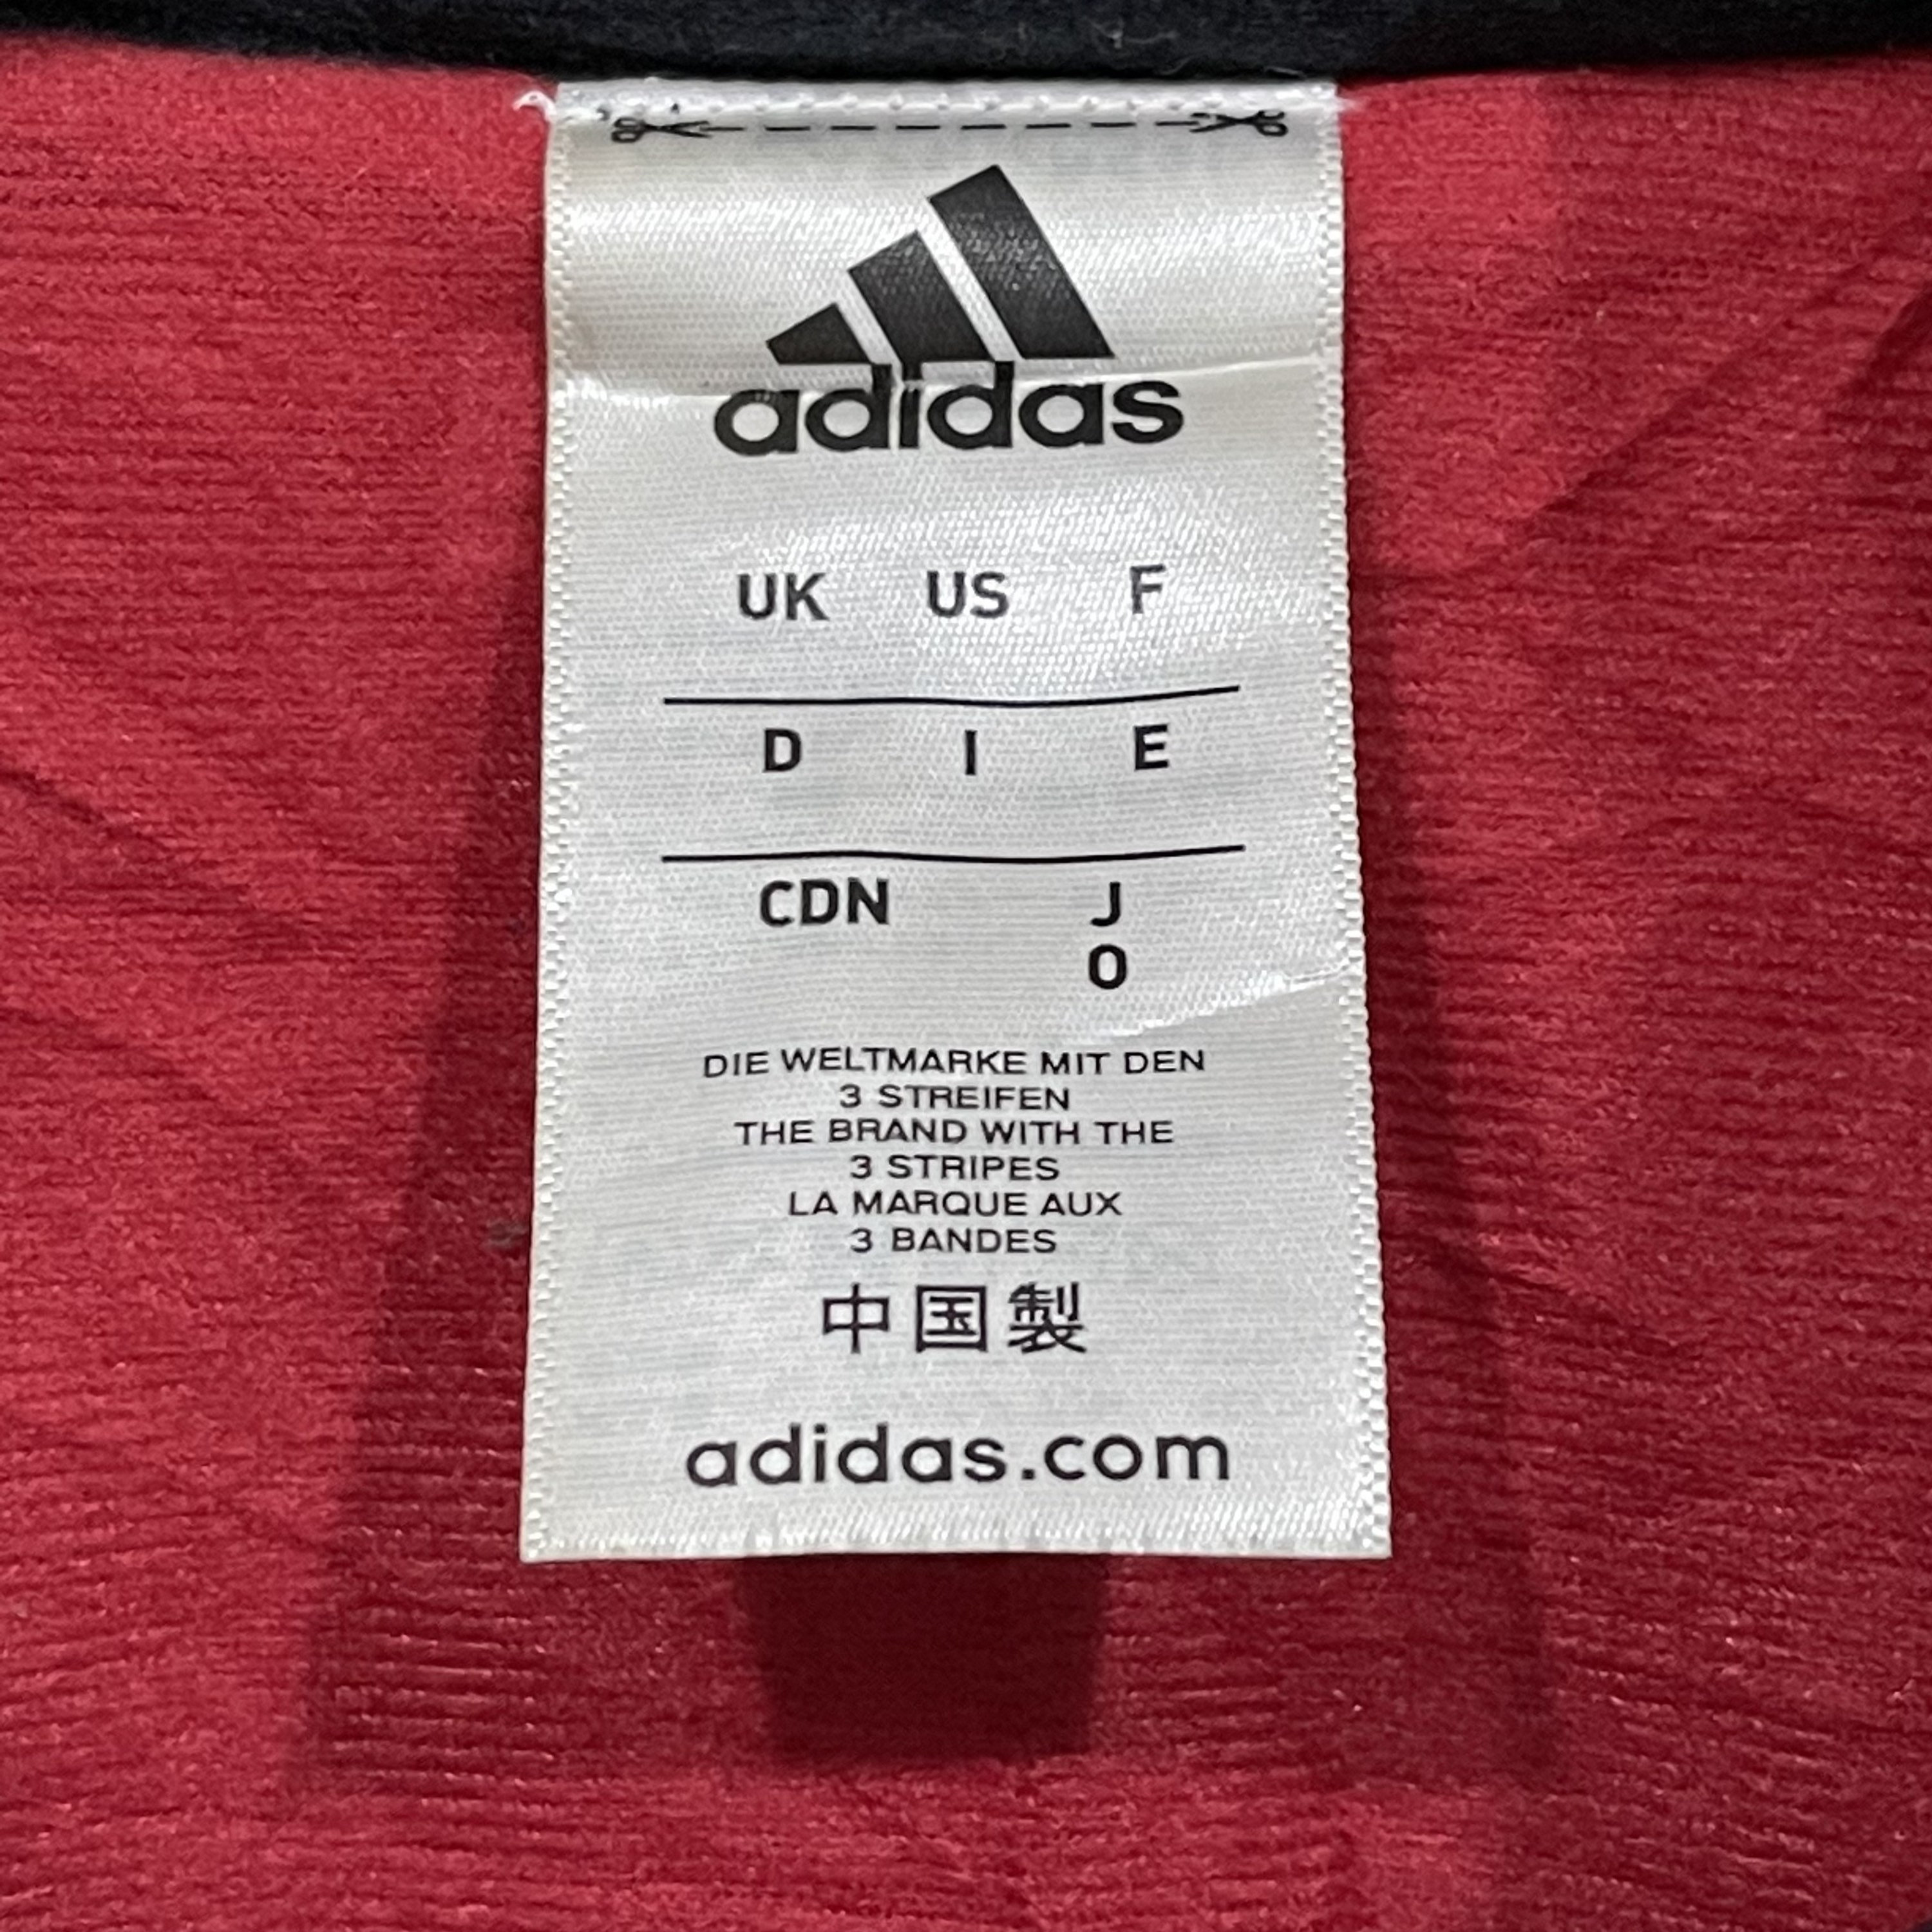 adidas
UK US F
D I E
CDN J
O
DIE WELTMARKE MIT DEN
3 STREIFEN
THE BRAND WITH THE
3 STRIPES
LA MARQUE AUX
3 BANDES
中国製
adidas.com